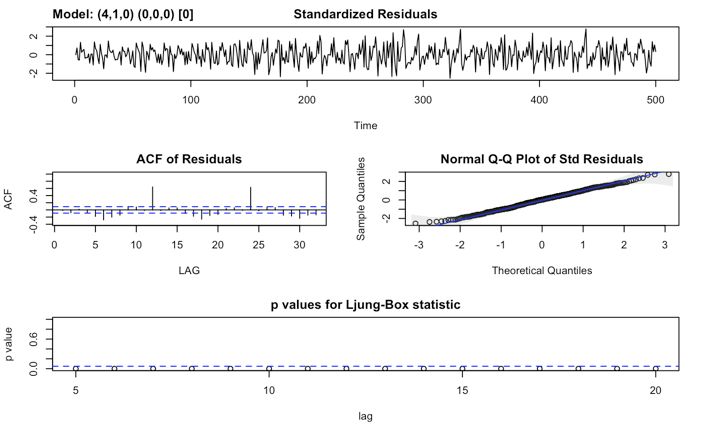 Model: (4,1,0) (0,0,0) [0] Standardized Residuals
2
0
-2
0 100 200 300 400 500
Time
ACF of Residuals
ACF
0.4
-0.4
0 5 10 15 20 25 30
LAG
Normal Q-Q Plot of Std Residuals
Sample Quantiles
2
0
-2
-3 -2 -1 0 1 2 3
Theoretical Quantiles
p values for Ljung-Box statistic
p value
0.6
0.0
5 10 15 20
lag